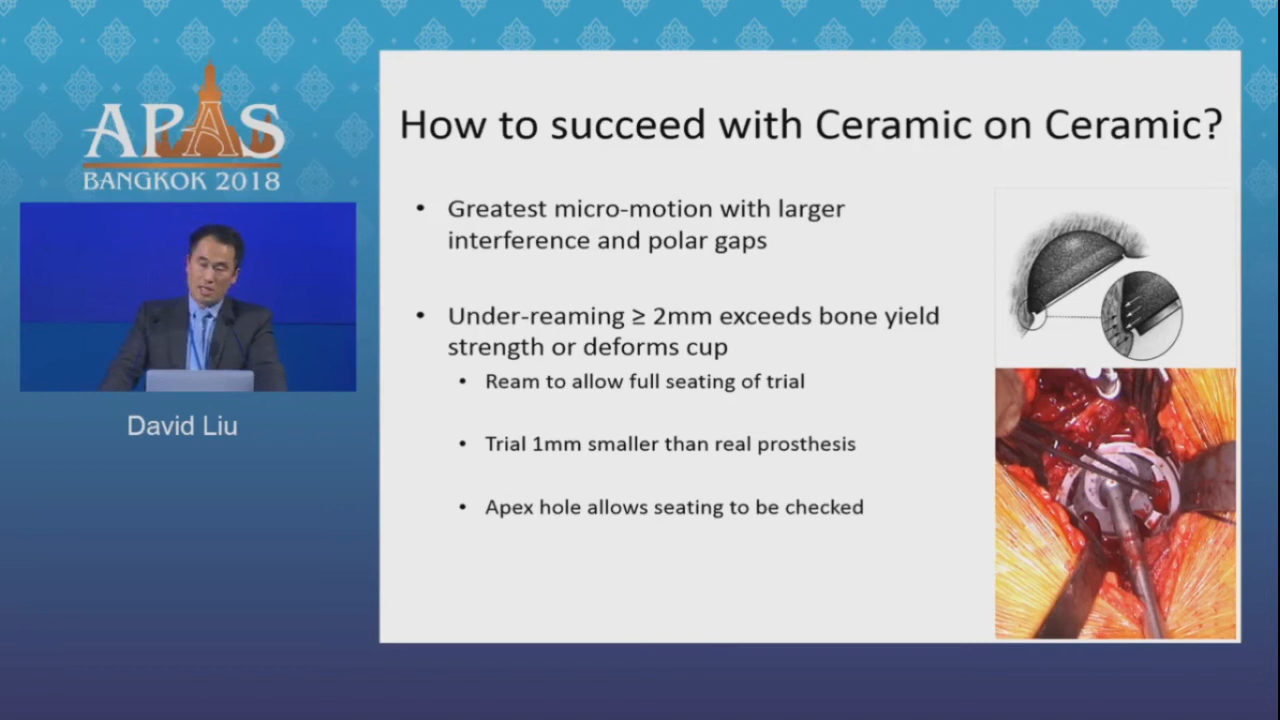 APAS
BANGKOK 2018
David Liu
How to succeed with Ceramic on Ceramic?
• Greatest micro-motion with larger
interference and polar gaps
• Under-reaming ≥ 2mm exceeds bone yield
strength or deforms cup
• Ream to allow full seating of trial
• Trial 1mm smaller than real prosthesis
• Apex hole allows seating to be checked